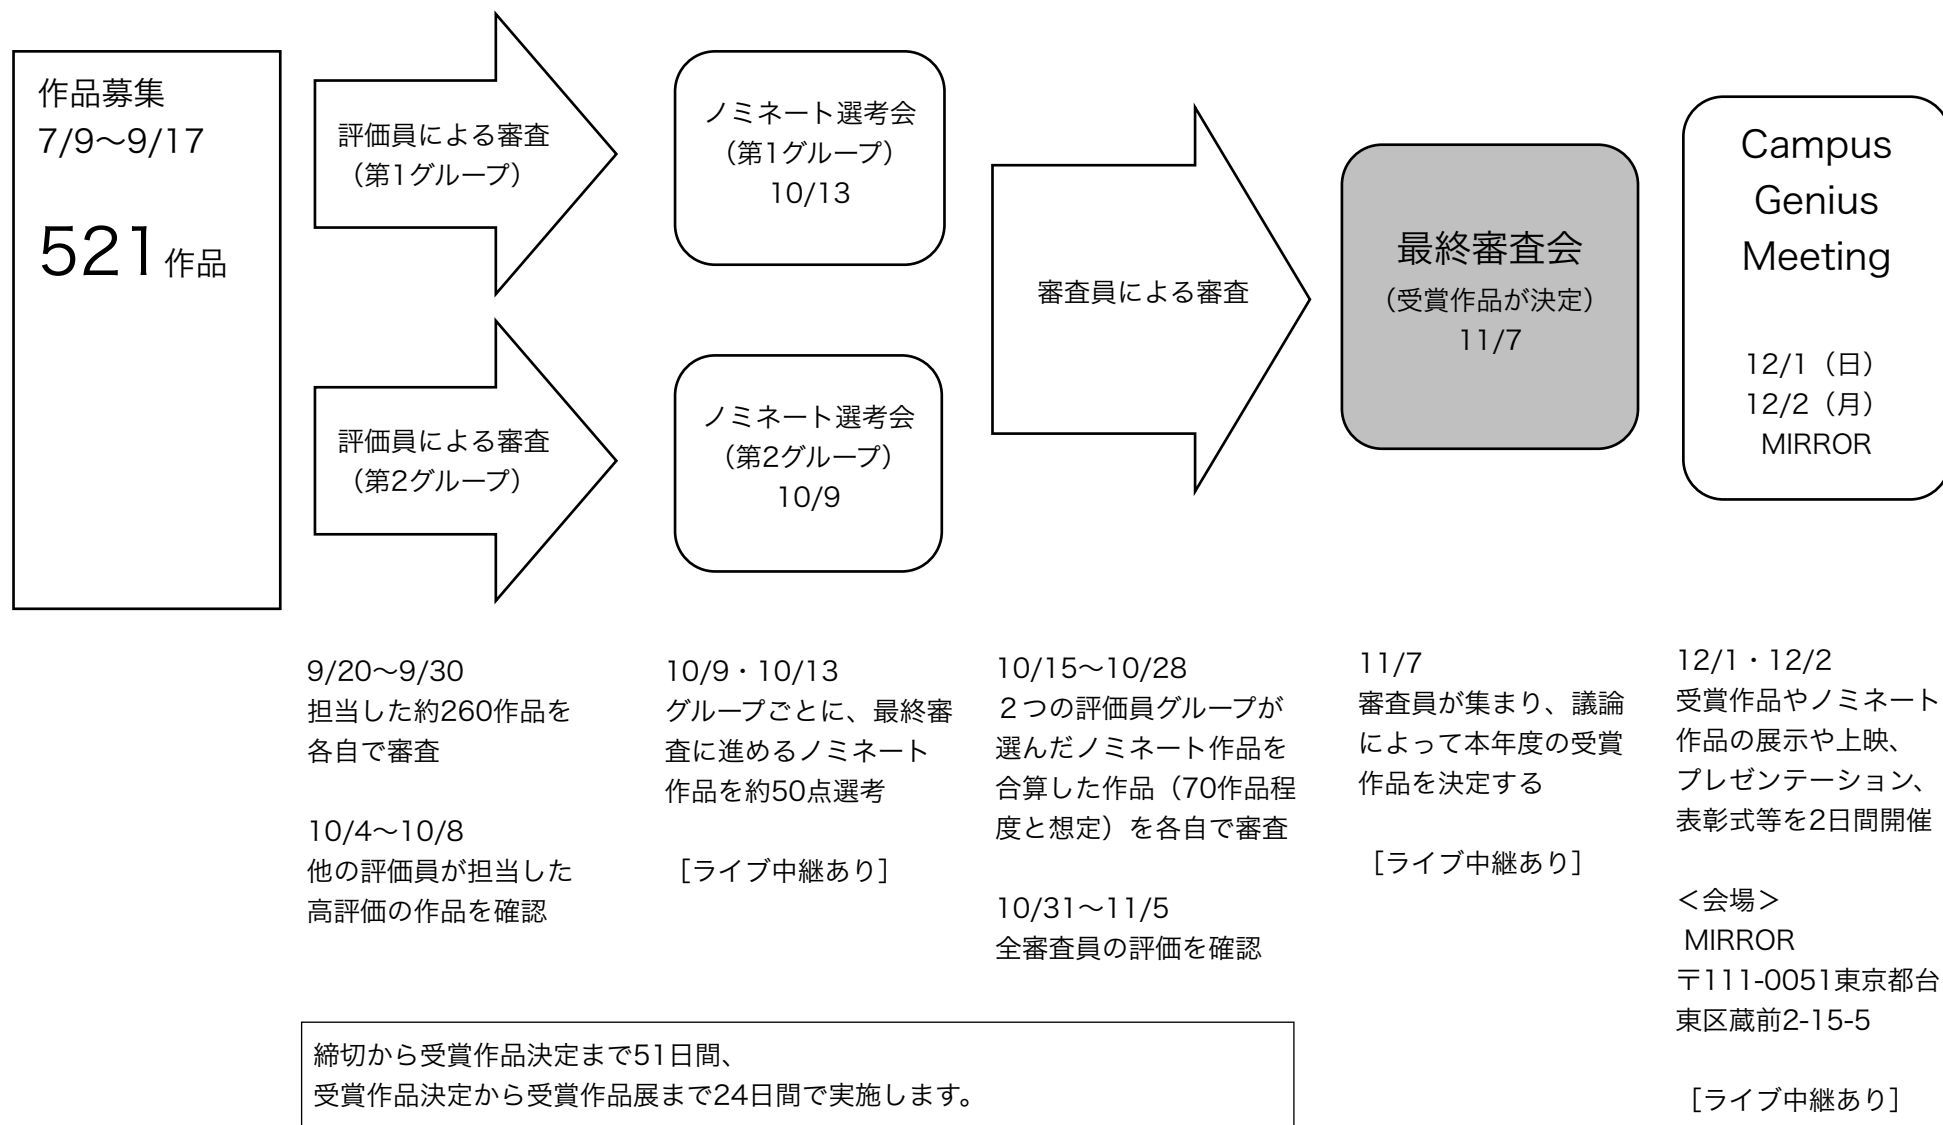 作品募集
7/9〜9/17
521作品
評価員による審査
（第1グループ）
ノミネート選考会
（第1グループ）
10/13
評価員による審査
（第2グループ）
ノミネート選考会
（第2グループ）
10/9
審査員による審査
最終審査会
（受賞作品が決定）
11/7
Campus
Genius
Meeting
12/1（日）
12/2（月）
MIRROR
9/20〜9/30
担当した約260作品を
各自で審査
10/4〜10/8
他の評価員が担当した
高評価の作品を確認
10/9・10/13
グループごとに、最終審
査に進めるノミネート
作品を約50点選考
［ライブ中継あり］
10/15〜10/28
２つの評価員グループが
選んだノミネート作品を
合算した作品（70作品程
度と想定）を各自で審査
10/31〜11/5
全審査員の評価を確認
11/7
審査員が集まり、議論
によって本年度の受賞
作品を決定する
［ライブ中継あり］
12/1・12/2
受賞作品やノミネート
作品の展示や上映、
プレゼンテーション、
表彰式等を2日間開催
＜会場＞
MIRROR
〒111-0051東京都台
東区蔵前2-15-5
［ライブ中継あり］
締切から受賞作品決定まで51日間、
受賞作品決定から受賞作品展まで24日間で実施します。